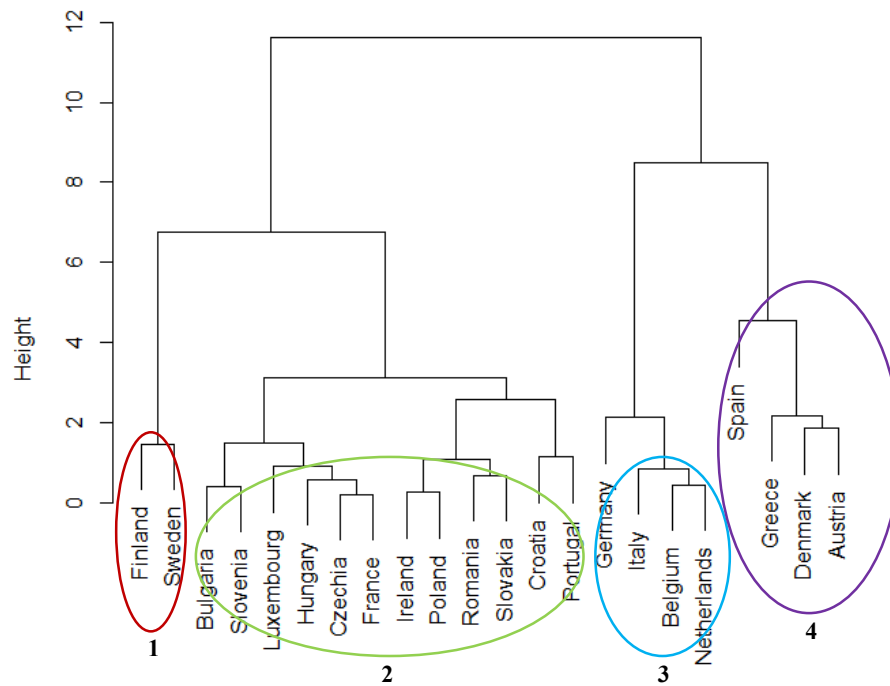 12
10
8
6
4
2
0
Height
Finland
Sweden
Bulgaria
Slovenia
Luxembourg
Hungary
Czechia
France
Ireland
Poland
Romania
Slovakia
Croatia
Portugal
Germany
Italy
Belgium
Netherlands
Spain
Greece
Denmark
Austria
1
2
3
4